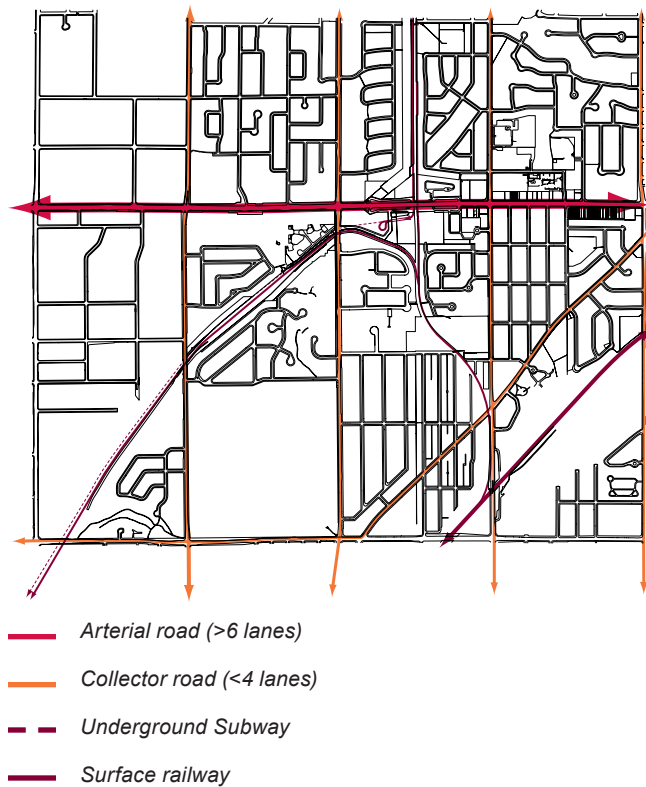 Arterial road (>6 lanes)
Collector road (<4 lanes)
Underground Subway
Surface railway